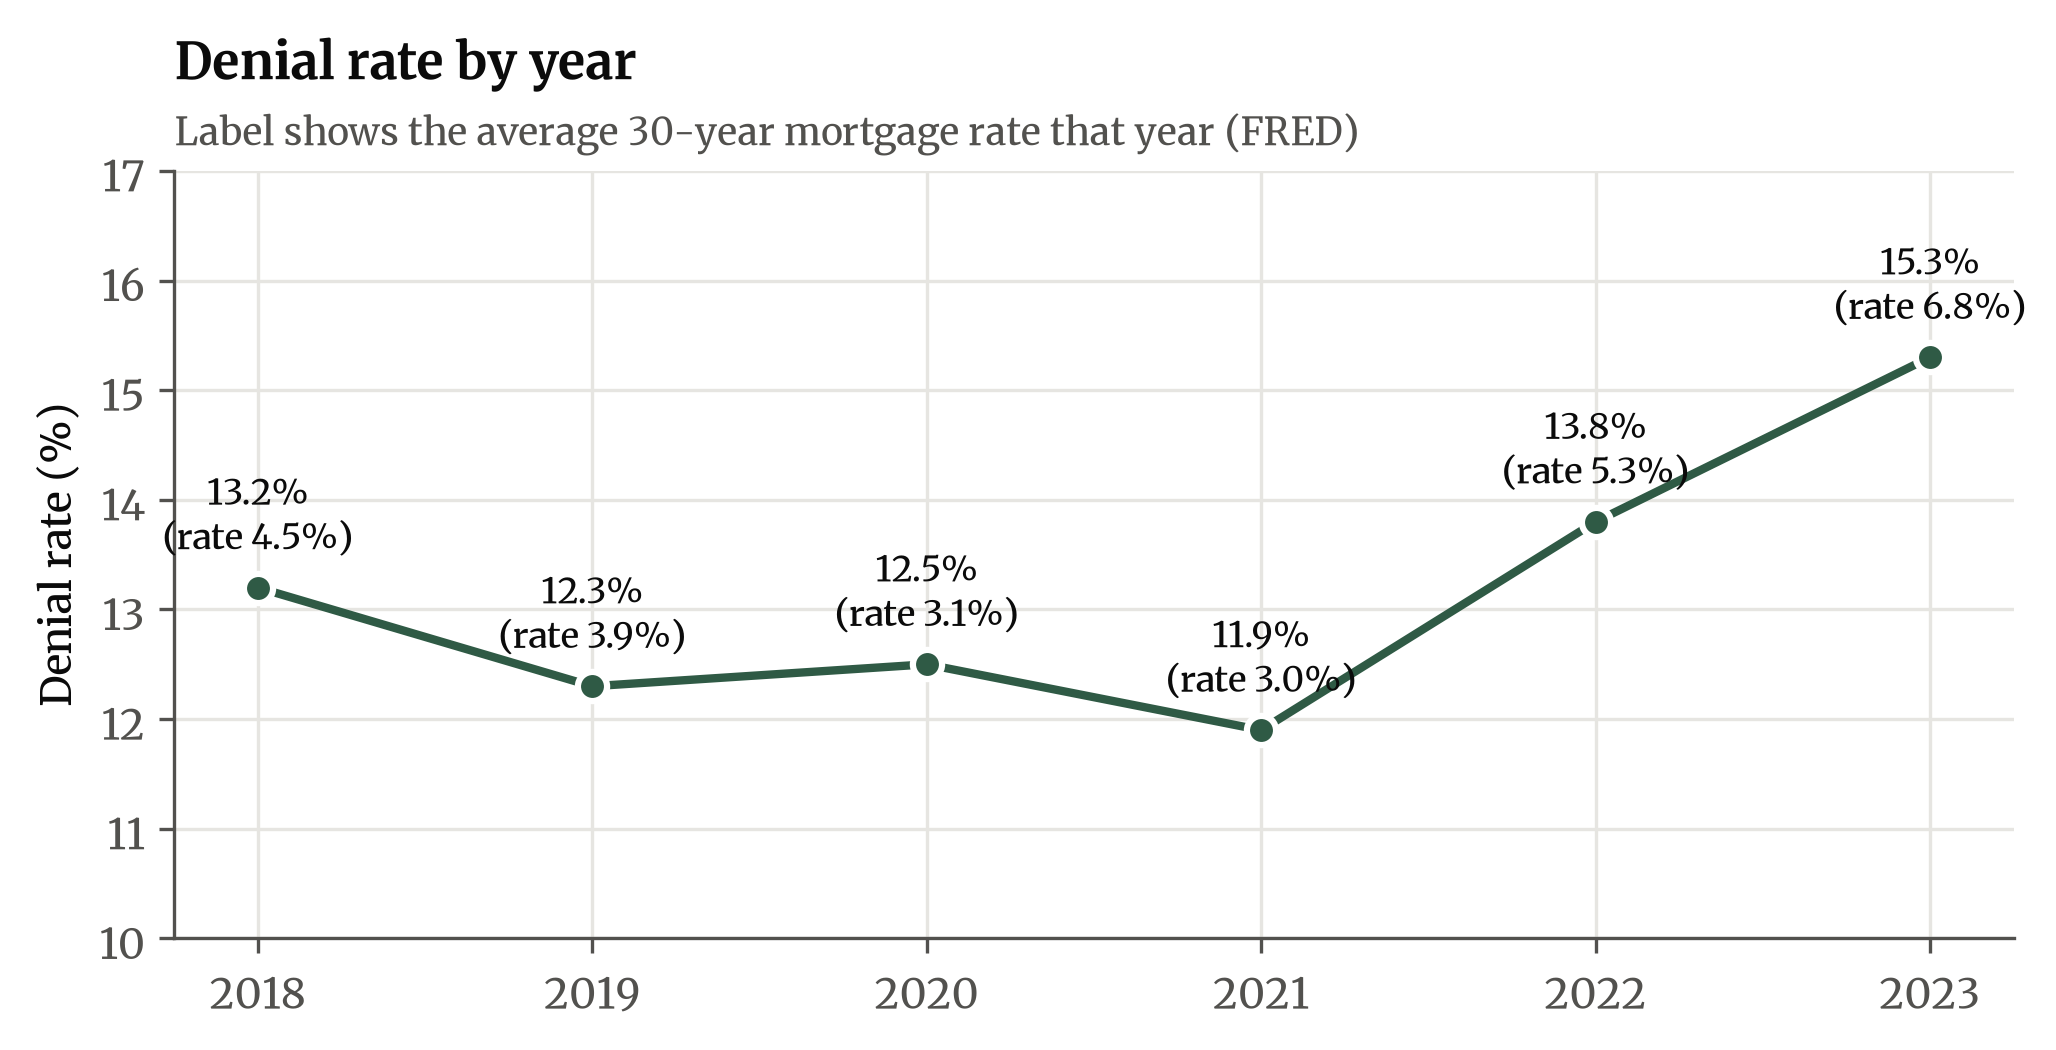 Denial rate by year
Label shows the average 30-year mortgage rate that year (FRED)
Denial rate (%)
17
16
15
14
13
12
11
10
13.2%
(rate 4.5%)
12.3%
(rate 3.9%)
12.5%
(rate 3.1%)
11.9%
(rate 3.0%)
13.8%
(rate 5.3%)
15.3%
(rate 6.8%)
2018
2019
2020
2021
2022
2023